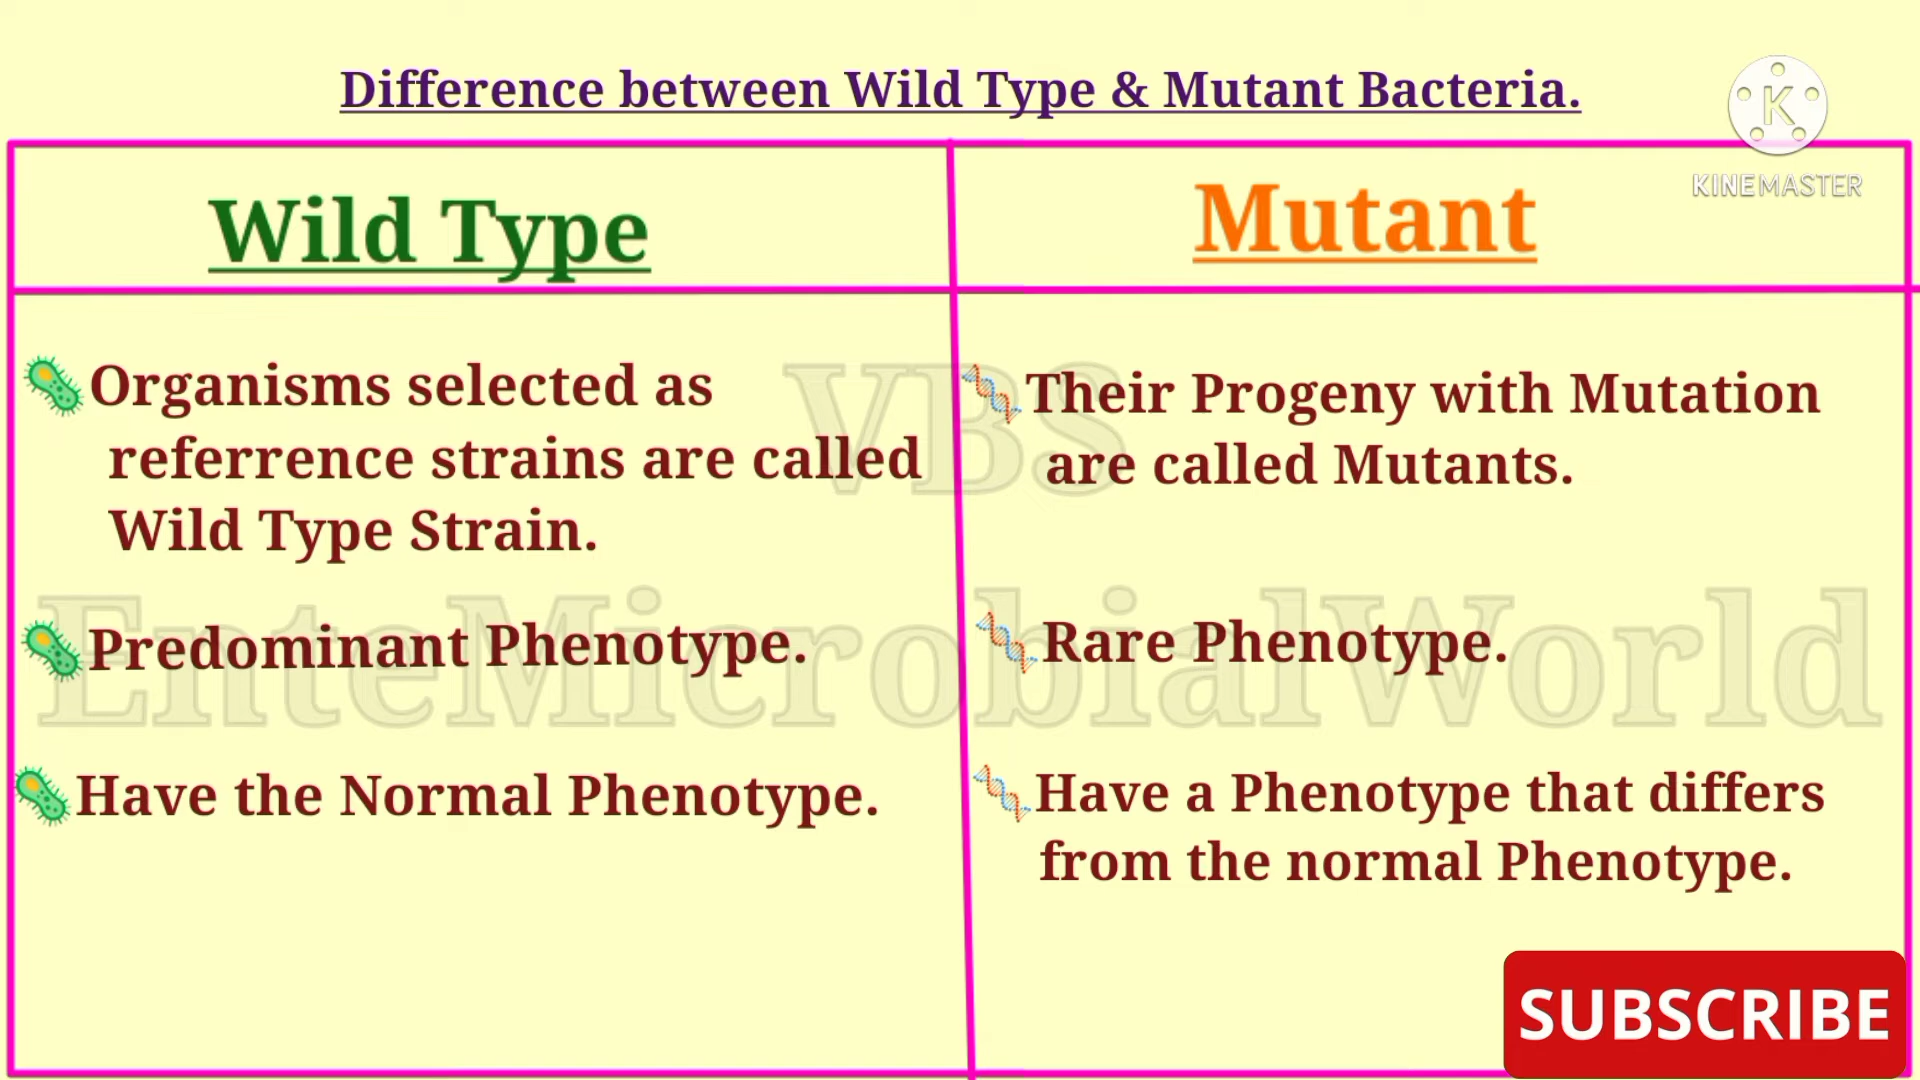 Difference between Wild Type & Mutant Bacteria.
K
KINEMASTER
Wild Type
Mutant
Organisms selected as
referrence strains are called
Wild Type Strain.
Predominant Phenotype.
Have the Normal Phenotype.
Their Progeny with Mutation
are called Mutants.
Rare Phenotype.
Have a Phenotype that differs
from the normal Phenotype.
VBS
EnteMicrobialWorld
SUBSCRIBE